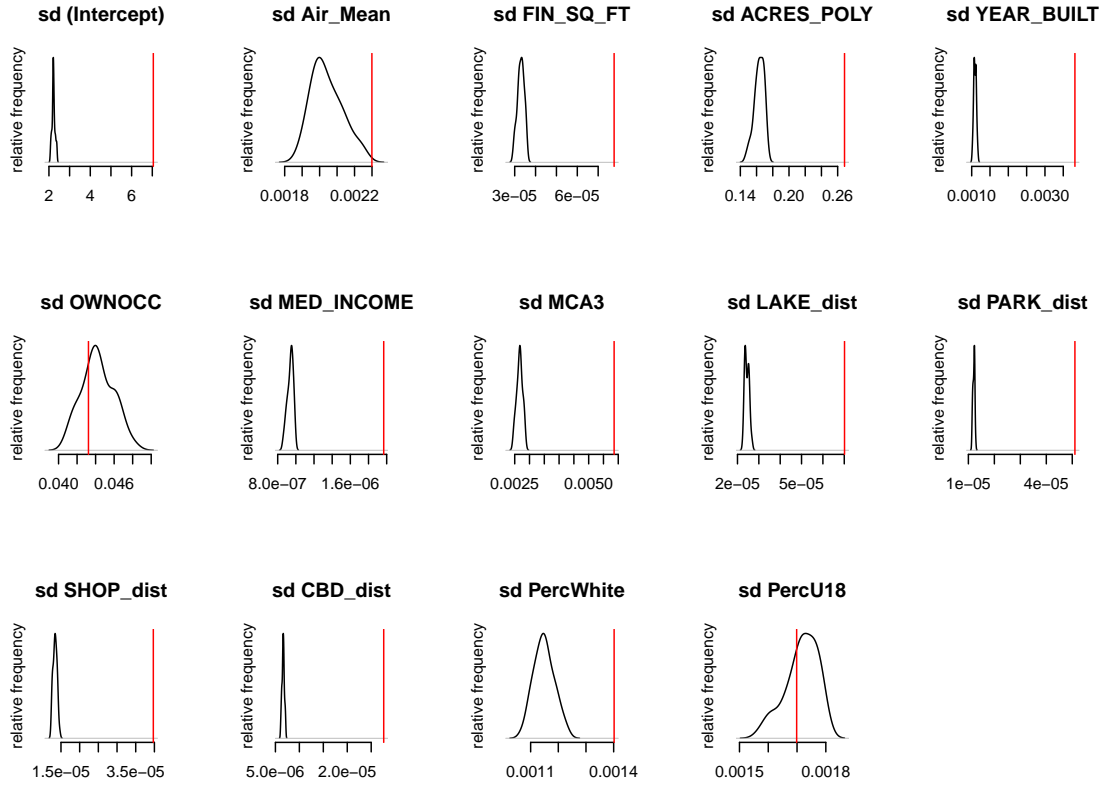 sd (Intercept)
sd Air_Mean
sd FIN_SQ_FT
sd ACRES_POLY
sd YEAR_BUILT
relative frequency
relative frequency
relative frequency
relative frequency
relative frequency
2 4 6
0.0018 0.0022
3e−05 6e−05
0.14 0.20 0.26
0.0010 0.0030
sd OWNOCC
sd MED_INCOME
sd MCA3
sd LAKE_dist
sd PARK_dist
relative frequency
relative frequency
relative frequency
relative frequency
relative frequency
0.040 0.046
8.0e−07 1.6e−06
0.0025 0.0050
2e−05 5e−05
1e−05 4e−05
sd SHOP_dist
sd CBD_dist
sd PercWhite
sd PercU18
relative frequency
relative frequency
relative frequency
relative frequency
1.5e−05 3.5e−05
5.0e−06 2.0e−05
0.0011 0.0014
0.0015 0.0018